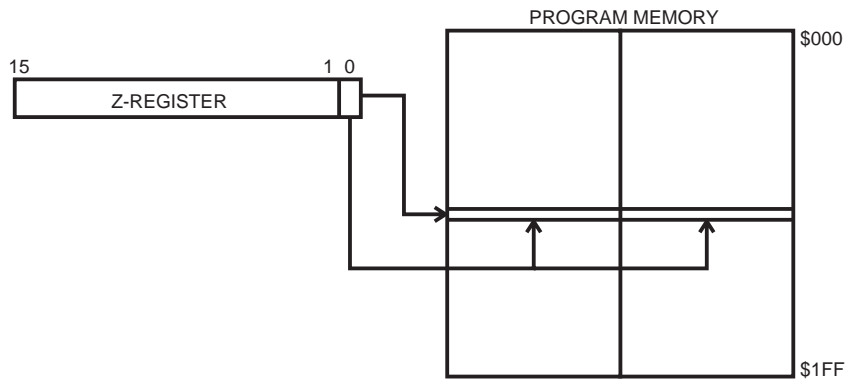 PROGRAM MEMORY
$000
15 1 0
Z-REGISTER
$1FF